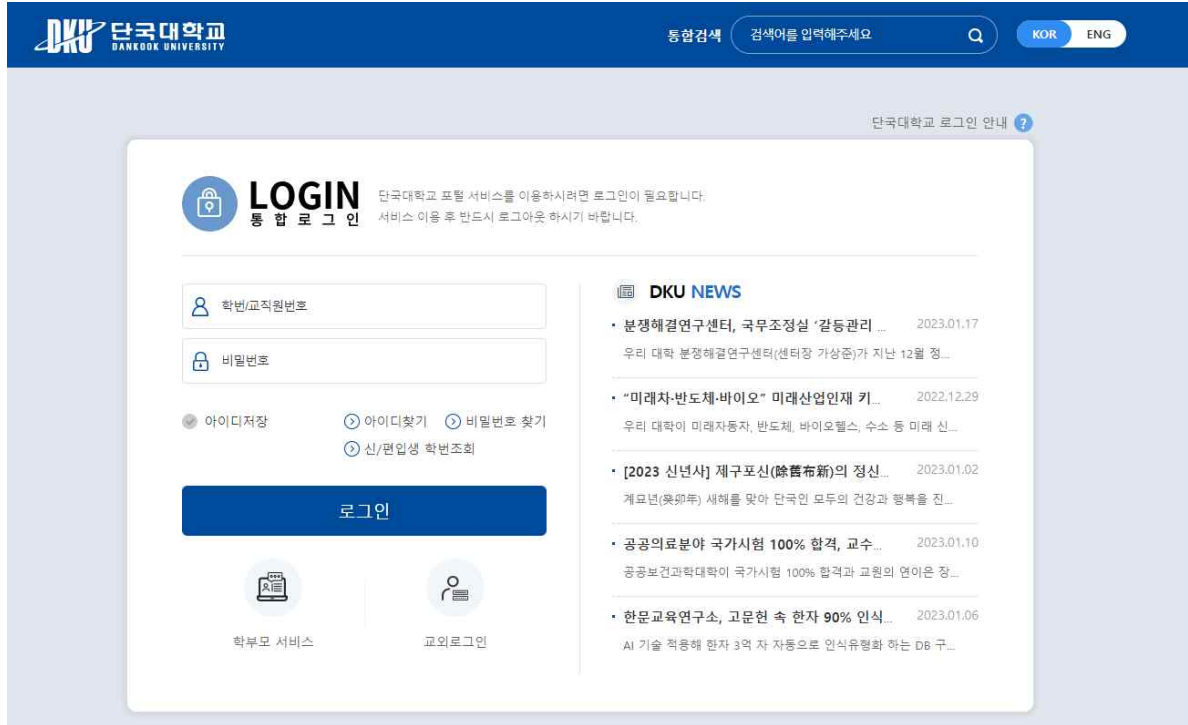 DKU 단국대학교
DANKOOK UNIVERSITY
통합검색 검색어를 입력해주세요 KOR ENG
단국대학교 로그인 안내 ?
LOGIN
통합로그인
단국대학교 포털 서비스를 이용하시려면 로그인이 필요합니다.
서비스 이용 후 반드시 로그아웃 하시기 바랍니다.
학번/교직원번호
비밀번호
아이디저장 아이디찾기 비밀번호 찾기
신/편입생 학번조회
로그인
학부모 서비스 교외로그인
DKU NEWS
분쟁해결연구센터, 국무조정실 ‘갈등관리 ... 2023.01.17
우리 대학 분쟁해결연구센터(센터장 가상준)가 지난 12월 정...
“미래차·반도체·바이오” 미래산업인재 키... 2022.12.29
우리 대학이 미래자동자, 반도체, 바이오헬스, 수소 등 미래 신...
[2023 신년사] 제구포신(除舊布新)의 정신... 2023.01.02
계묘년(癸卯年) 새해를 맞아 단국인 모두의 건강과 행복을 진...
공공의료분야 국가시험 100% 합격, 교수... 2023.01.10
공공보건과학대학이 국가시험 100% 합격과 교원의 연이은 장...
한문교육연구소, 고문헌 속 한자 90% 인식... 2023.01.06
AI 기술 적용해 한자 3억 자 자동으로 인식유형화 하는 DB 구...